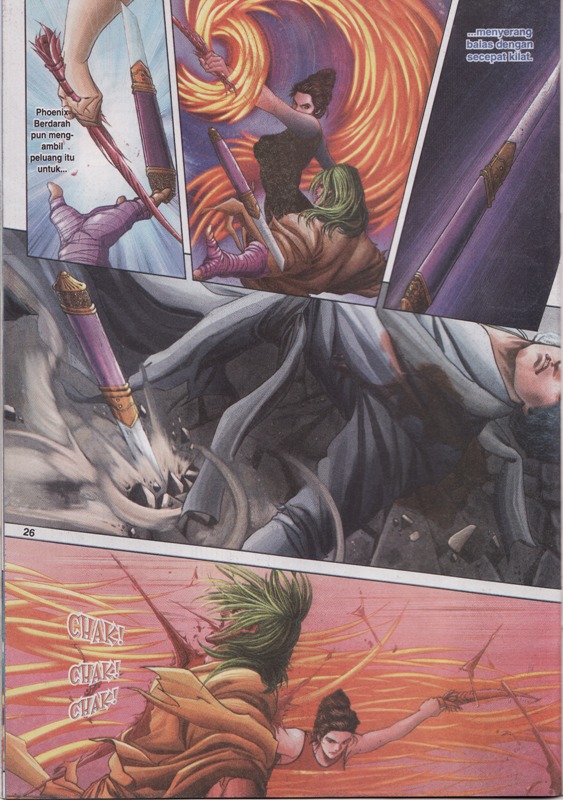 Phoenix
Berdarah
pun meng-
ambil
peluang itu
untuk...
...menyerang
balas dengan
secepat kilat.
26
CHAK!
CHAK!
CHAK!